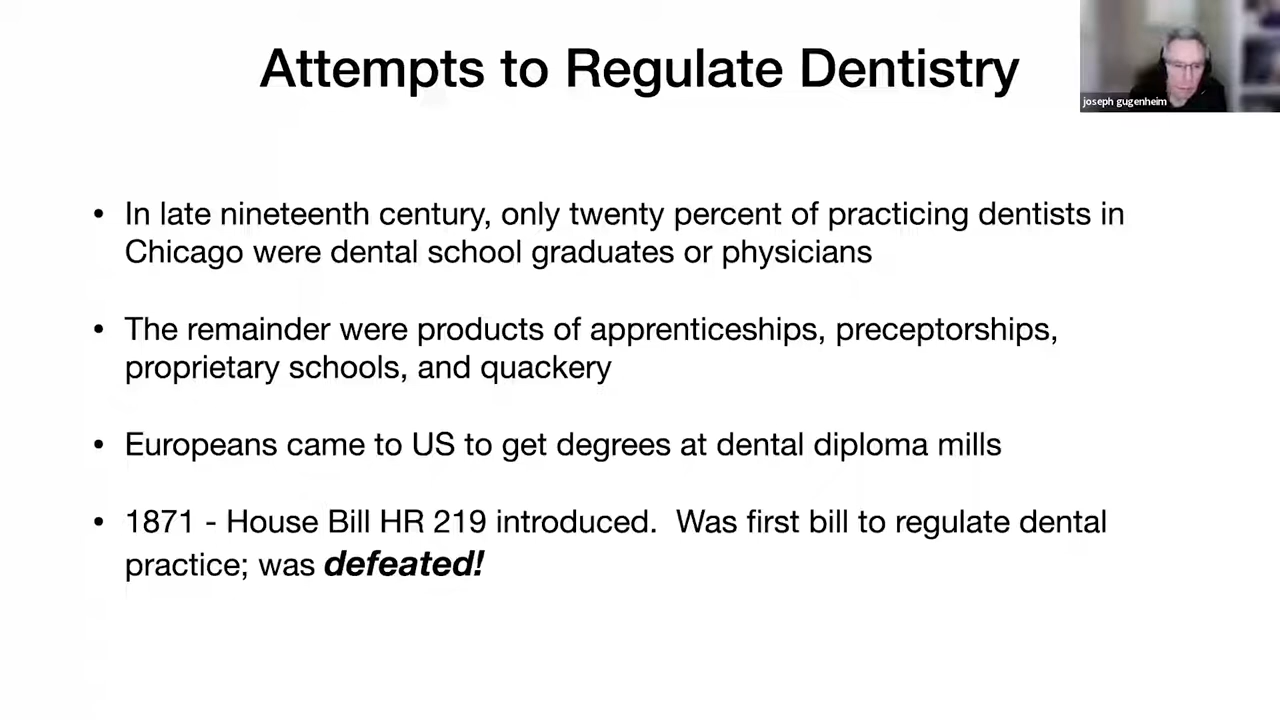 Attempts to Regulate Dentistry
joseph gugenheim
• In late nineteenth century, only twenty percent of practicing dentists in
Chicago were dental school graduates or physicians
• The remainder were products of apprenticeships, preceptorships,
proprietary schools, and quackery
• Europeans came to US to get degrees at dental diploma mills
• 1871 - House Bill HR 219 introduced.  Was first bill to regulate dental
practice; was defeated!